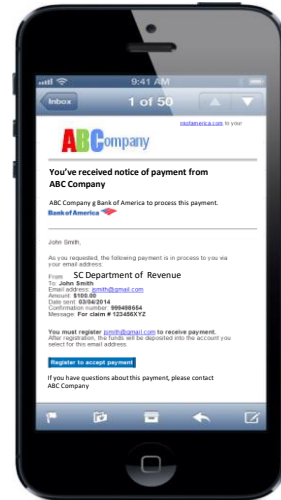 9:41 AM
Inbox
1 of 50
bankofamerica.com to your
ABCompany
You've received notice of payment from
ABC Company
ABC Company g Bank of America to process this payment.
Bank of America
John Smith,
As you requested, the following payment is in process to you via
your email address:
From SC Department of Revenue
To: John Smith
Email address: jsmith@gmail.com
Amount: $100.00
Date sent: 03/04/2014
Confirmation number: 999498654
Message: For claim # 123456XYZ
You must register jsmith@gmail.com to receive payment.
After registration, the funds will be deposited into the account you
select for this email address.
Register to accept payment
If you have questions about this payment, please contact
ABC Company